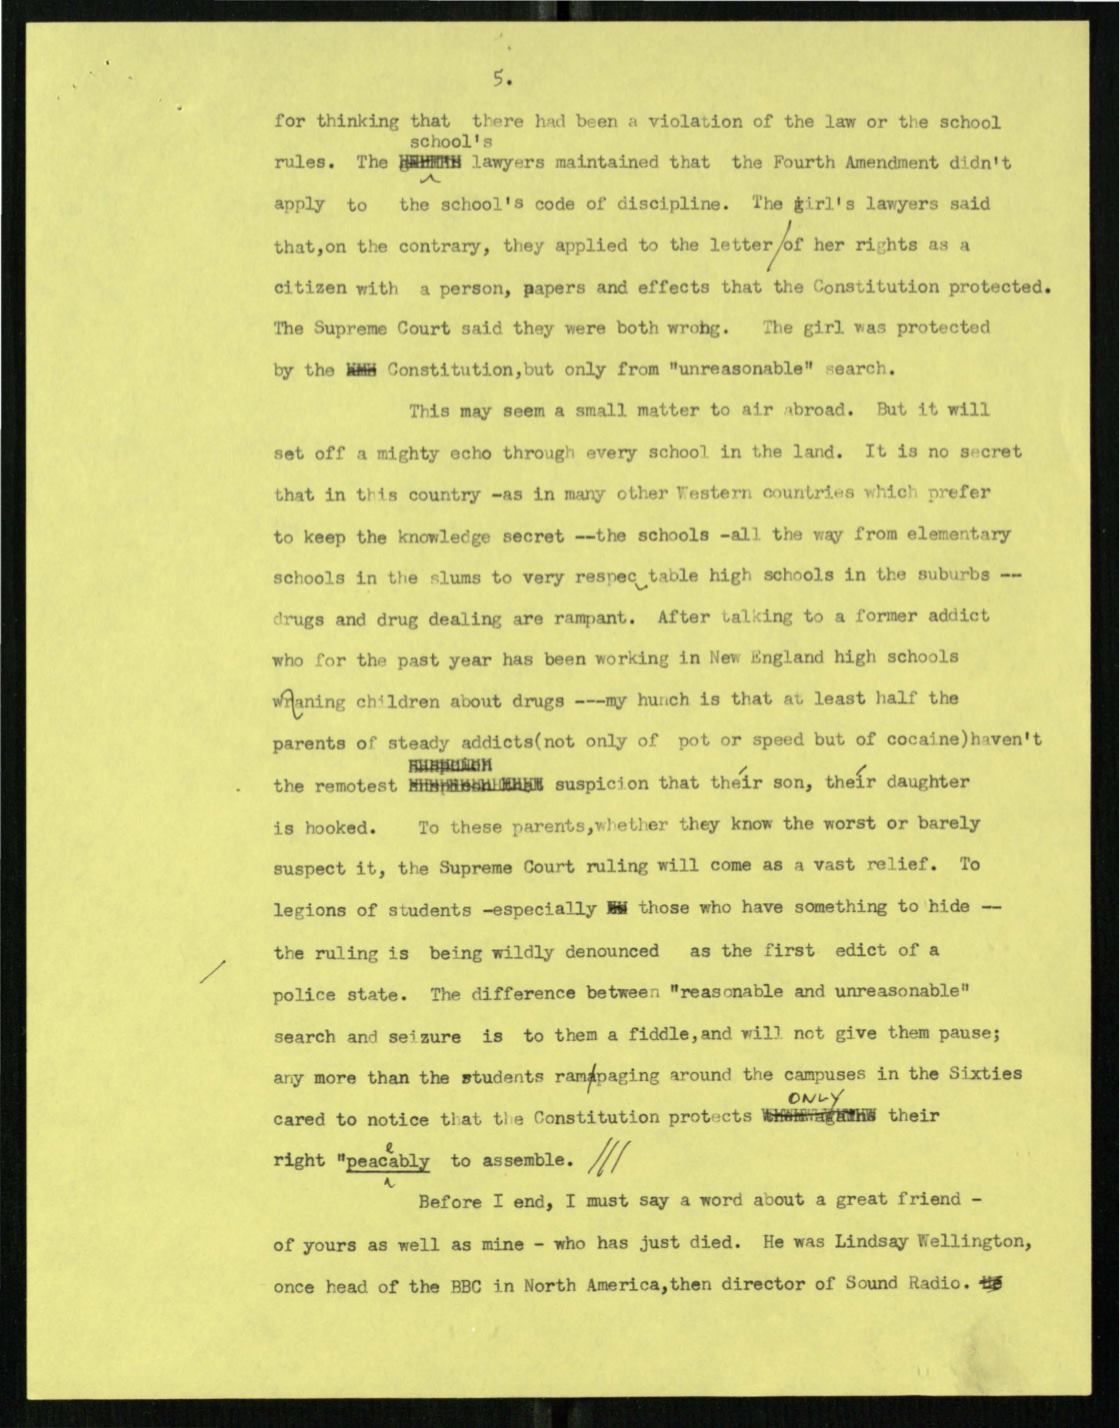 5.
for thinking that there had been a violation of the law or the school
school's
rules. The lawyers maintained that the Fourth Amendment didn't
apply to the school's code of discipline. The girl's lawyers said
that,on the contrary, they applied to the letter/of her rights as a
citizen with a person, papers and effects that the Constitution protected.
The Supreme Court said they were both wrong. The girl was protected
by the Constitution,but only from "unreasonable" search.
This may seem a small matter to air abroad. But it will
set off a mighty echo through every school in the land. It is no secret
that in this country -as in many other Western countries which prefer
to keep the knowledge secret --the schools -all the way from elementary
schools in the slums to very respectable high schools in the suburbs --
drugs and drug dealing are rampant. After talking to a former addict
who for the past year has been working in New England high schools
wraning children about drugs ---my hunch is that at least half the
parents of steady addicts(not only of pot or speed but of cocaine)haven't
the remotest suspicion that their son, their daughter
is hooked. To these parents,whether they know the worst or barely
suspect it, the Supreme Court ruling will come as a vast relief. To
legions of students -especially those who have something to hide --
the ruling is being wildly denounced as the first edict of a
police state. The difference between "reasonable and unreasonable"
search and seizure is to them a fiddle,and will not give them pause;
any more than the students rampaging around the campuses in the Sixties
ONLY
cared to notice that the Constitution protects their
right "peaceably to assemble. ///
Before I end, I must say a word about a great friend -
of yours as well as mine - who has just died. He was Lindsay Wellington,
once head of the BBC in North America,then director of Sound Radio. He